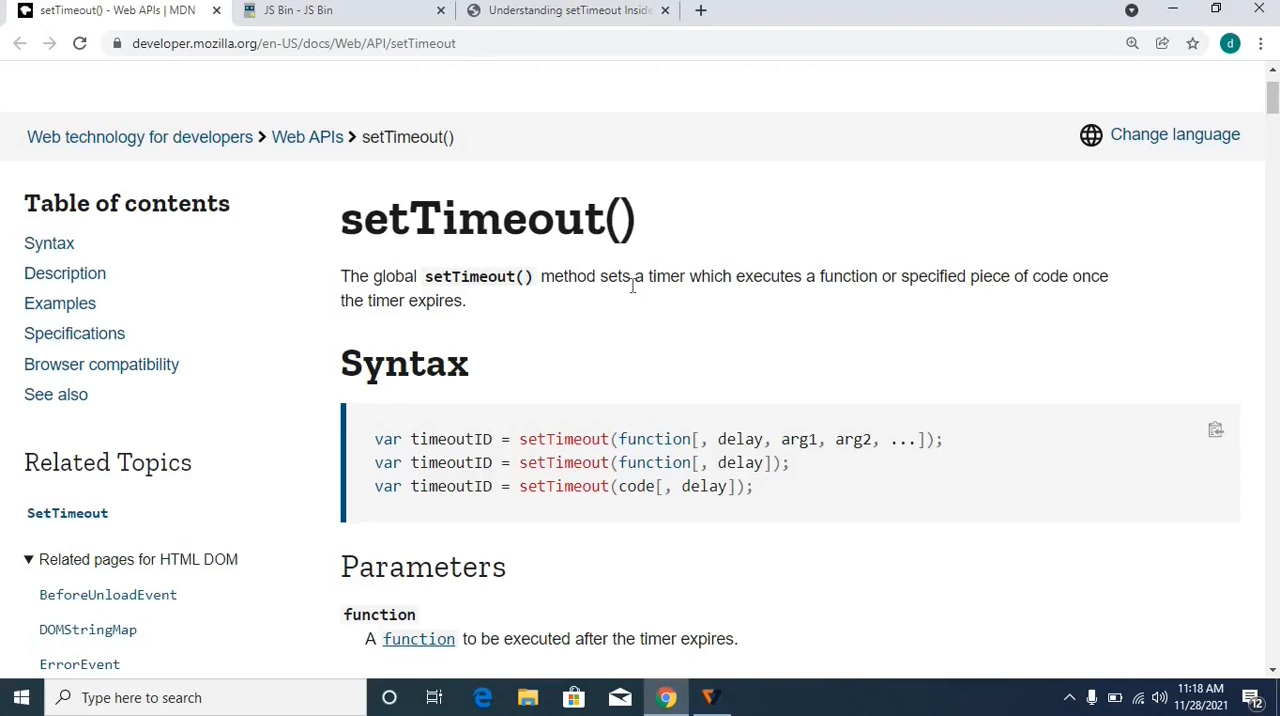 setTimeout() - Web APIs | MDN
JS Bin - JS Bin
Understanding setTimeout Inside
developer.mozilla.org/en-US/docs/Web/API/setTimeout
d
Web technology for developers > Web APIs > setTimeout()
Change language
Table of contents
Syntax
Description
Examples
Specifications
Browser compatibility
See also
Related Topics
SetTimeout
▼ Related pages for HTML DOM
BeforeUnloadEvent
DOMStringMap
ErrorEvent
setTimeout()
The global setTimeout() method sets a timer which executes a function or specified piece of code once
the timer expires.
Syntax
var timeoutID = setTimeout(function[, delay, arg1, arg2, ...]);
var timeoutID = setTimeout(function[, delay]);
var timeoutID = setTimeout(code[, delay]);
Parameters
function
A function to be executed after the timer expires.
Type here to search
11:18 AM
11/28/2021
12